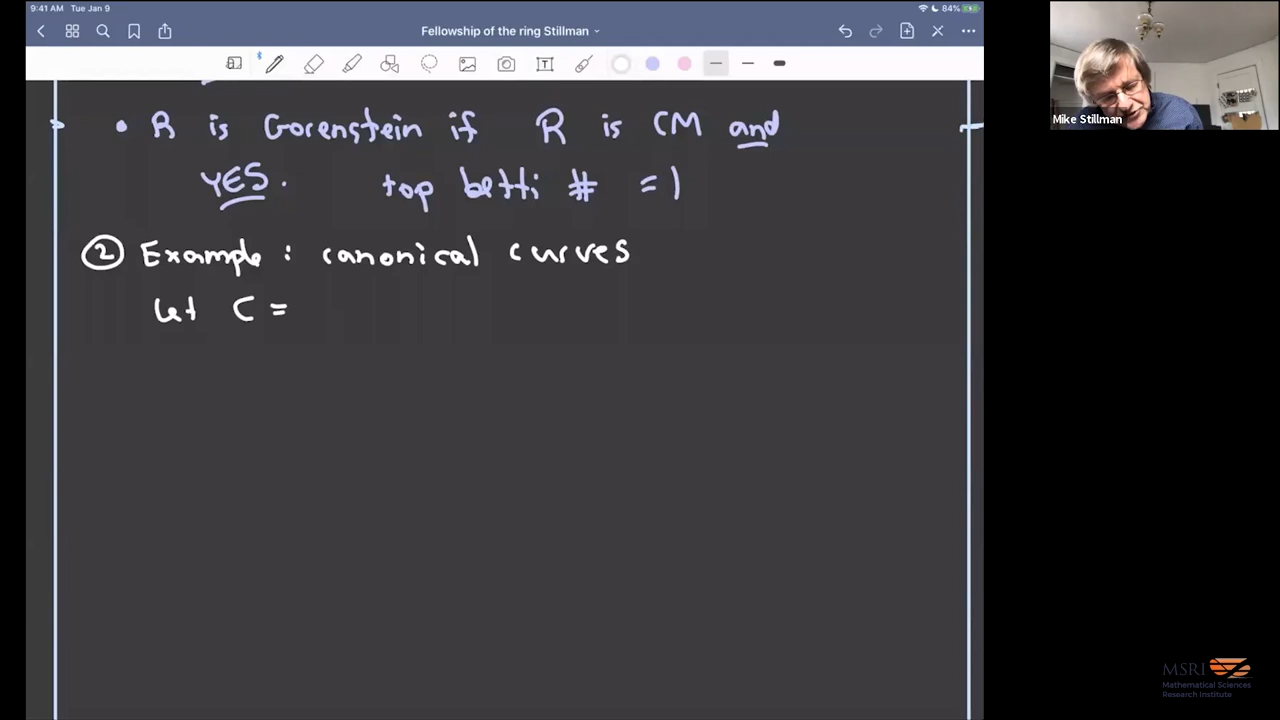 9:41 AM Tue Jan 9
84%
Fellowship of the ring Stillman
• R is Gorenstein if R is CM and
YES. top betti # = 1
② Example : canonical curves
let C =
Mike Stillman
MSRI
Mathematical Sciences
Research Institute